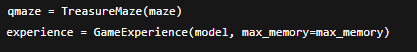 qmaze = TreasureMaze(maze)
experience = GameExperience(model, max_memory=max_memory)